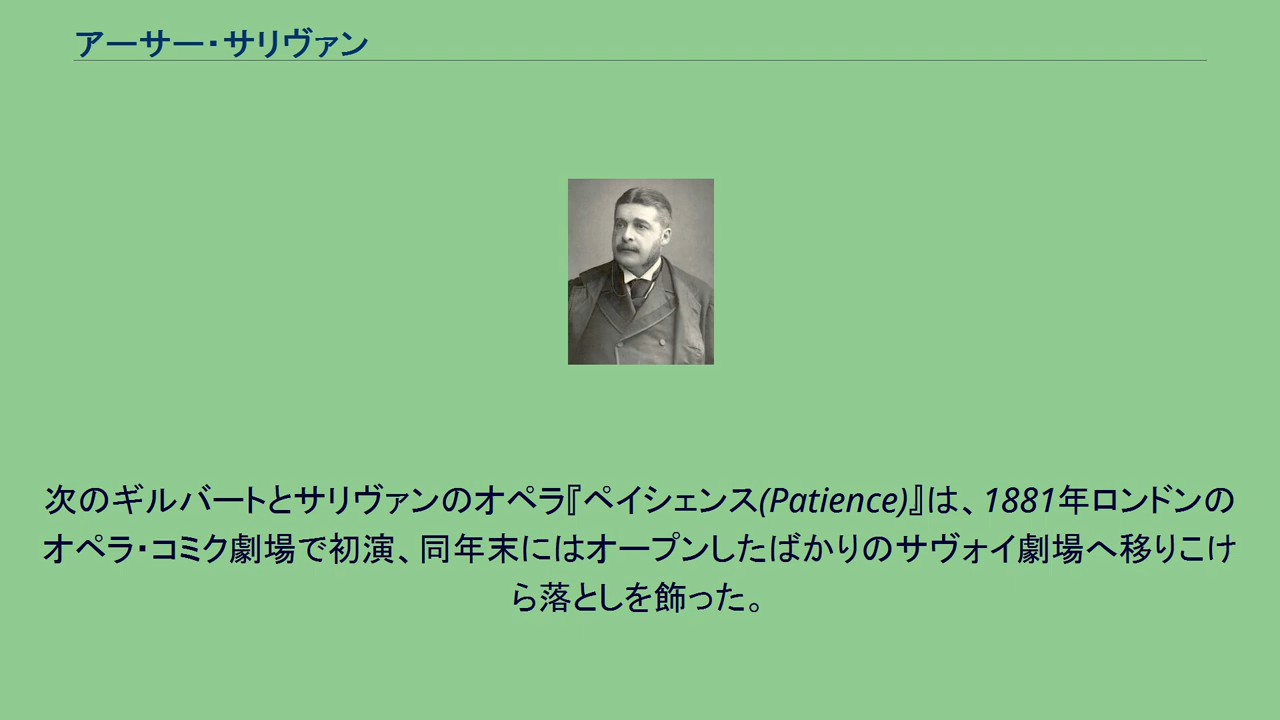 アーサー・サリヴァン
次のギルバートとサリヴァンのオペラ『ペイシェンス(Patience)』は、1881年ロンドンの
オペラ・コミク劇場で初演、同年末にはオープンしたばかりのサヴォイ劇場へ移りこけ
ら落としを飾った。